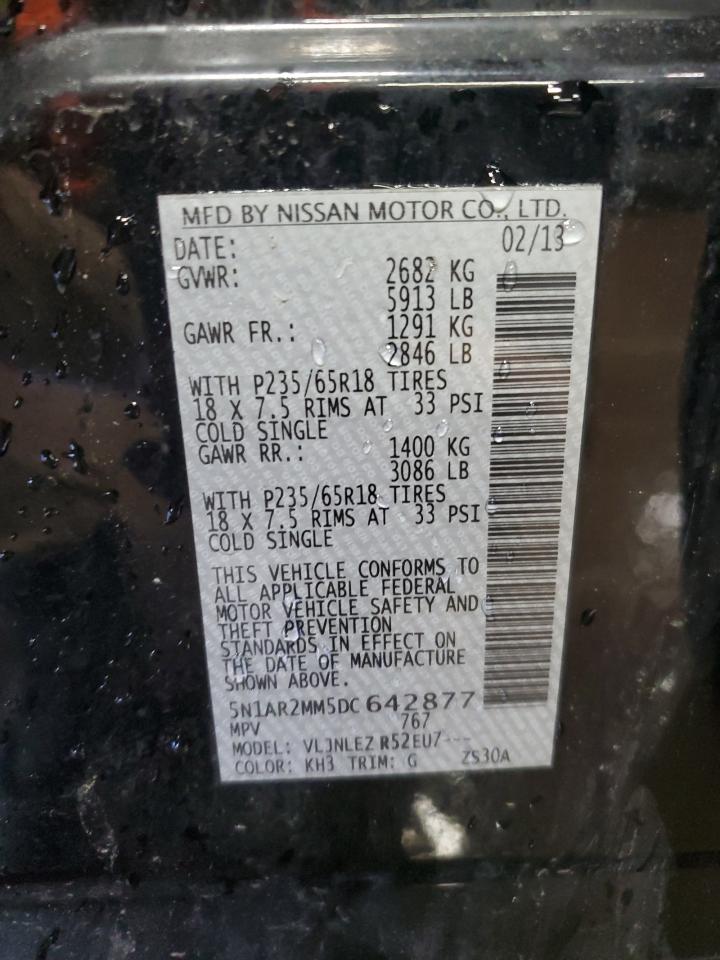 MFD BY NISSAN MOTOR CO., LTD.
DATE: 02/13
GVWR: 2682 KG
5913 LB
GAWR FR.: 1291 KG
2846 LB
WITH P235/65R18 TIRES
18 X 7.5 RIMS AT 33 PSI
COLD SINGLE
GAWR RR.: 1400 KG
3086 LB
WITH P235/65R18 TIRES
18 X 7.5 RIMS AT 33 PSI
COLD SINGLE
THIS VEHICLE CONFORMS TO
ALL APPLICABLE FEDERAL
MOTOR VEHICLE SAFETY AND
THEFT PREVENTION
STANDARDS IN EFFECT ON
THE DATE OF MANUFACTURE
SHOWN ABOVE.
5N1AR2MM5DC 642877
MPV 767
MODEL: VLJNLEZ R52EU7---
COLOR: KH3 TRIM: G ZS30A